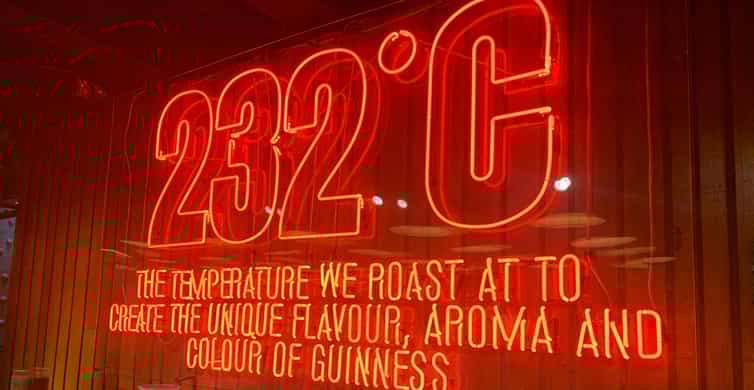 232°C
THE TEMPERATURE WE ROAST AT TO
CREATE THE UNIQUE FLAVOUR, AROMA AND
COLOUR OF GUINNESS